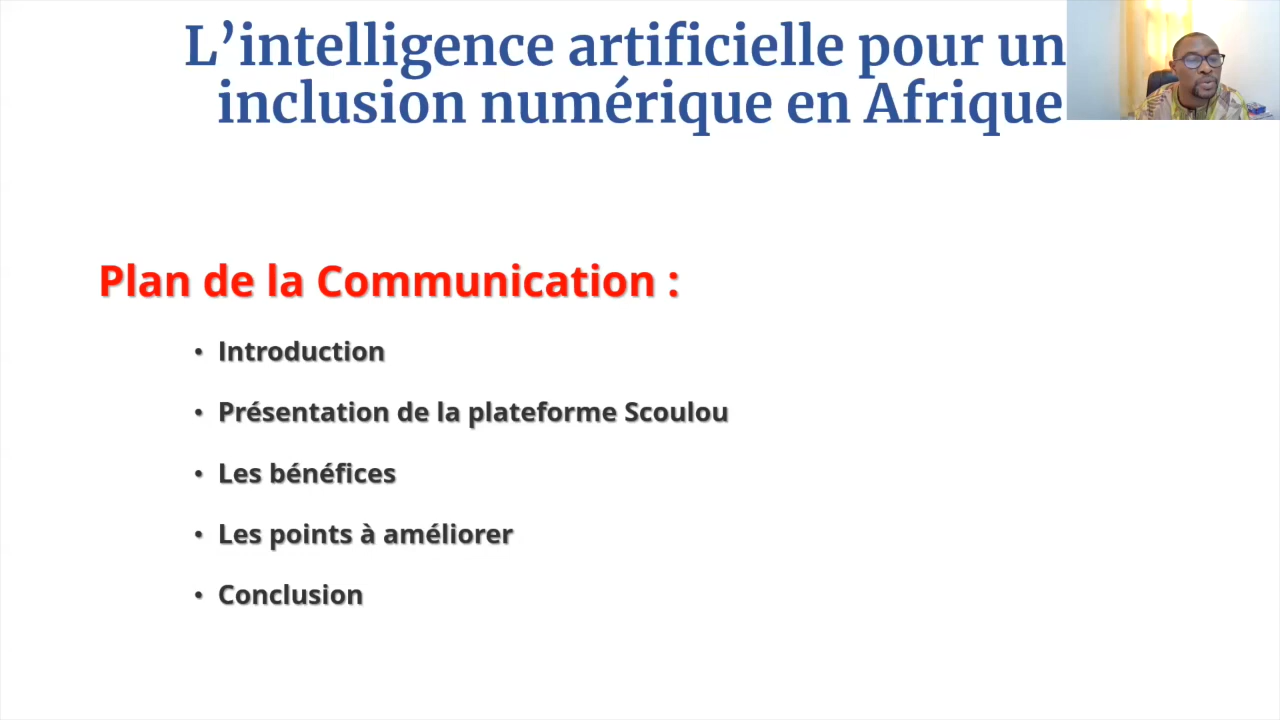 L’intelligence artificielle pour un
inclusion numérique en Afrique
Plan de la Communication :
• Introduction
• Présentation de la plateforme Scoulou
• Les bénéfices
• Les points à améliorer
• Conclusion